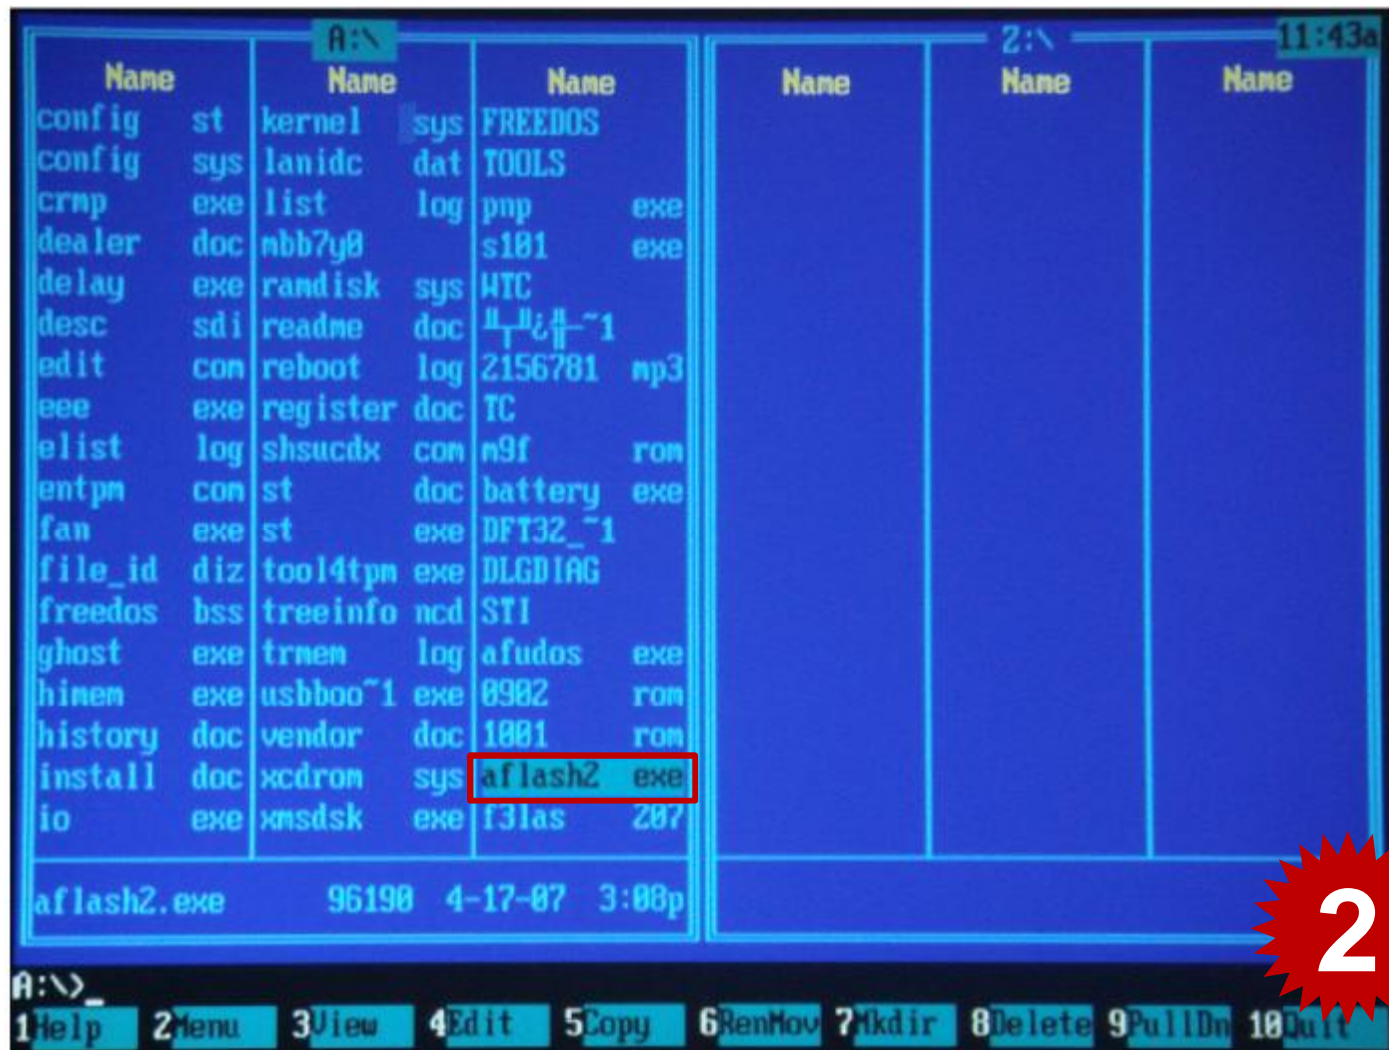 A:\ 2:\ 11:43a
Name Name Name Name Name Name
config st kernel sys FREEDOS
config sys lanidc dat TOOLS
crmp exe list log pnp exe
dealer doc mbb7y0 s101 exe
delay exe ramdisk sys WTC
desc sdi readme doc ╨┬╨¿╫─~1
edit com reboot log 2156781 mp3
eee exe register doc TC
elist log shsucdx com m9f rom
entpm com st doc battery exe
fan exe st exe DFT32_~1
file_id diz tool4tpm exe DLGDIAG
freedos bss treeinfo ncd STI
ghost exe trmem log afudos exe
himem exe usbboo~1 exe 0902 rom
history doc vendor doc 1001 rom
install doc xcdrom sys aflash2 exe
io exe xmsdsk exe f3las 207
aflash2.exe 96190 4-17-07 3:08p
2
A:\>_
1Help 2Menu 3View 4Edit 5Copy 6RenMov 7Mkdir 8Delete 9PullDn 10Quit